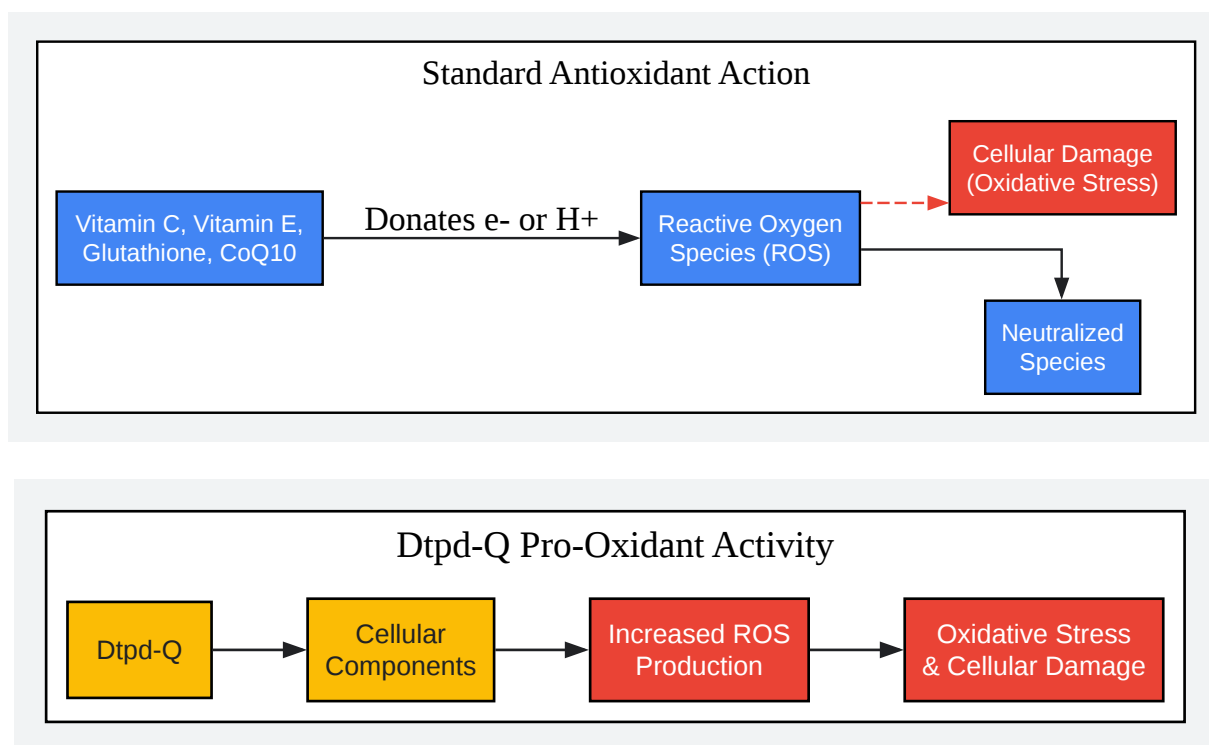 Standard Antioxidant Action
Vitamin C, Vitamin E,
Glutathione, CoQ10
Donates e- or H+
Reactive Oxygen
Species (ROS)
Cellular Damage
(Oxidative Stress)
Neutralized
Species
Dtpd-Q Pro-Oxidant Activity
Dtpd-Q
Cellular
Components
Increased ROS
Production
Oxidative Stress
& Cellular Damage